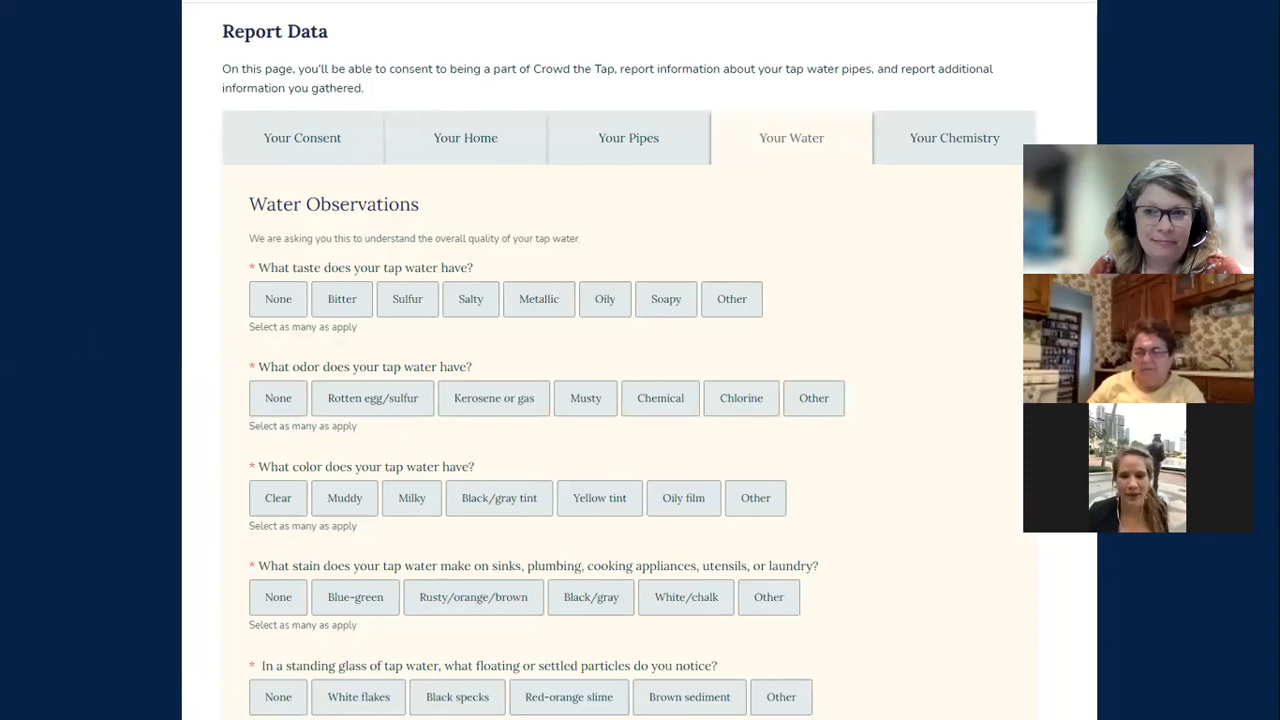 Report Data
On this page, you'll be able to consent to being a part of Crowd the Tap, report information about your tap water pipes, and report additional
information you gathered.
Your Consent Your Home Your Pipes Your Water Your Chemistry
Water Observations
We are asking you this to understand the overall quality of your tap water.
* What taste does your tap water have?
None Bitter Sulfur Salty Metallic Oily Soapy Other
Select as many as apply
* What odor does your tap water have?
None Rotten egg/sulfur Kerosene or gas Musty Chemical Chlorine Other
Select as many as apply
* What color does your tap water have?
Clear Muddy Milky Black/gray tint Yellow tint Oily film Other
Select as many as apply
* What stain does your tap water make on sinks, plumbing, cooking appliances, utensils, or laundry?
None Blue-green Rusty/orange/brown Black/gray White/chalk Other
Select as many as apply
* In a standing glass of tap water, what floating or settled particles do you notice?
None White flakes Black specks Red-orange slime Brown sediment Other